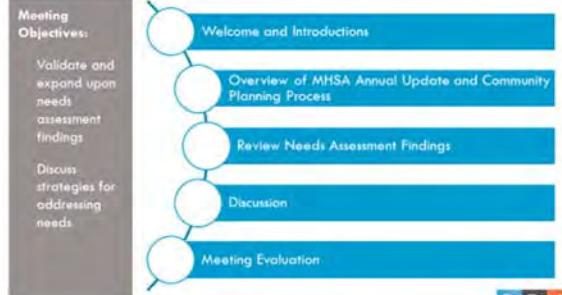 Meeting
Objectives:
Validate and
expand upon
needs
assessment
findings
Discuss
strategies for
addressing
needs
Welcome and Introductions
Overview of MHSA Annual Update and Community
Planning Process
Review Needs Assessment Findings
Discussion
Meeting Evaluation